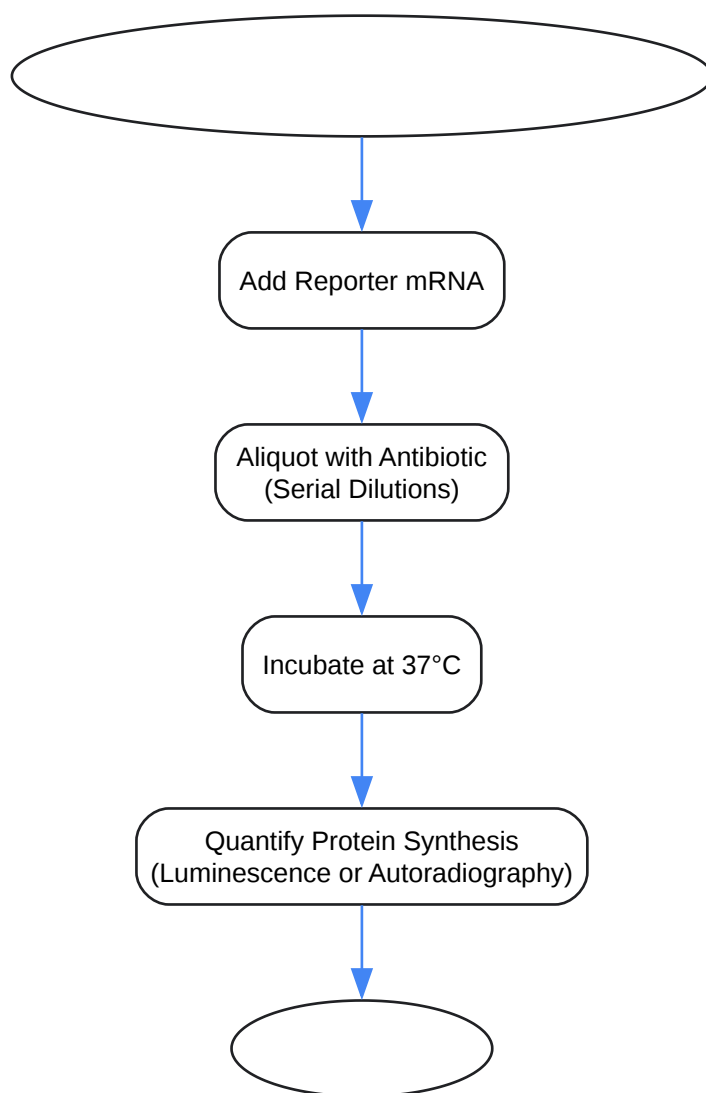 Add Reporter mRNA
Aliquot with Antibiotic
(Serial Dilutions)
Incubate at 37°C
Quantify Protein Synthesis
(Luminescence or Autoradiography)